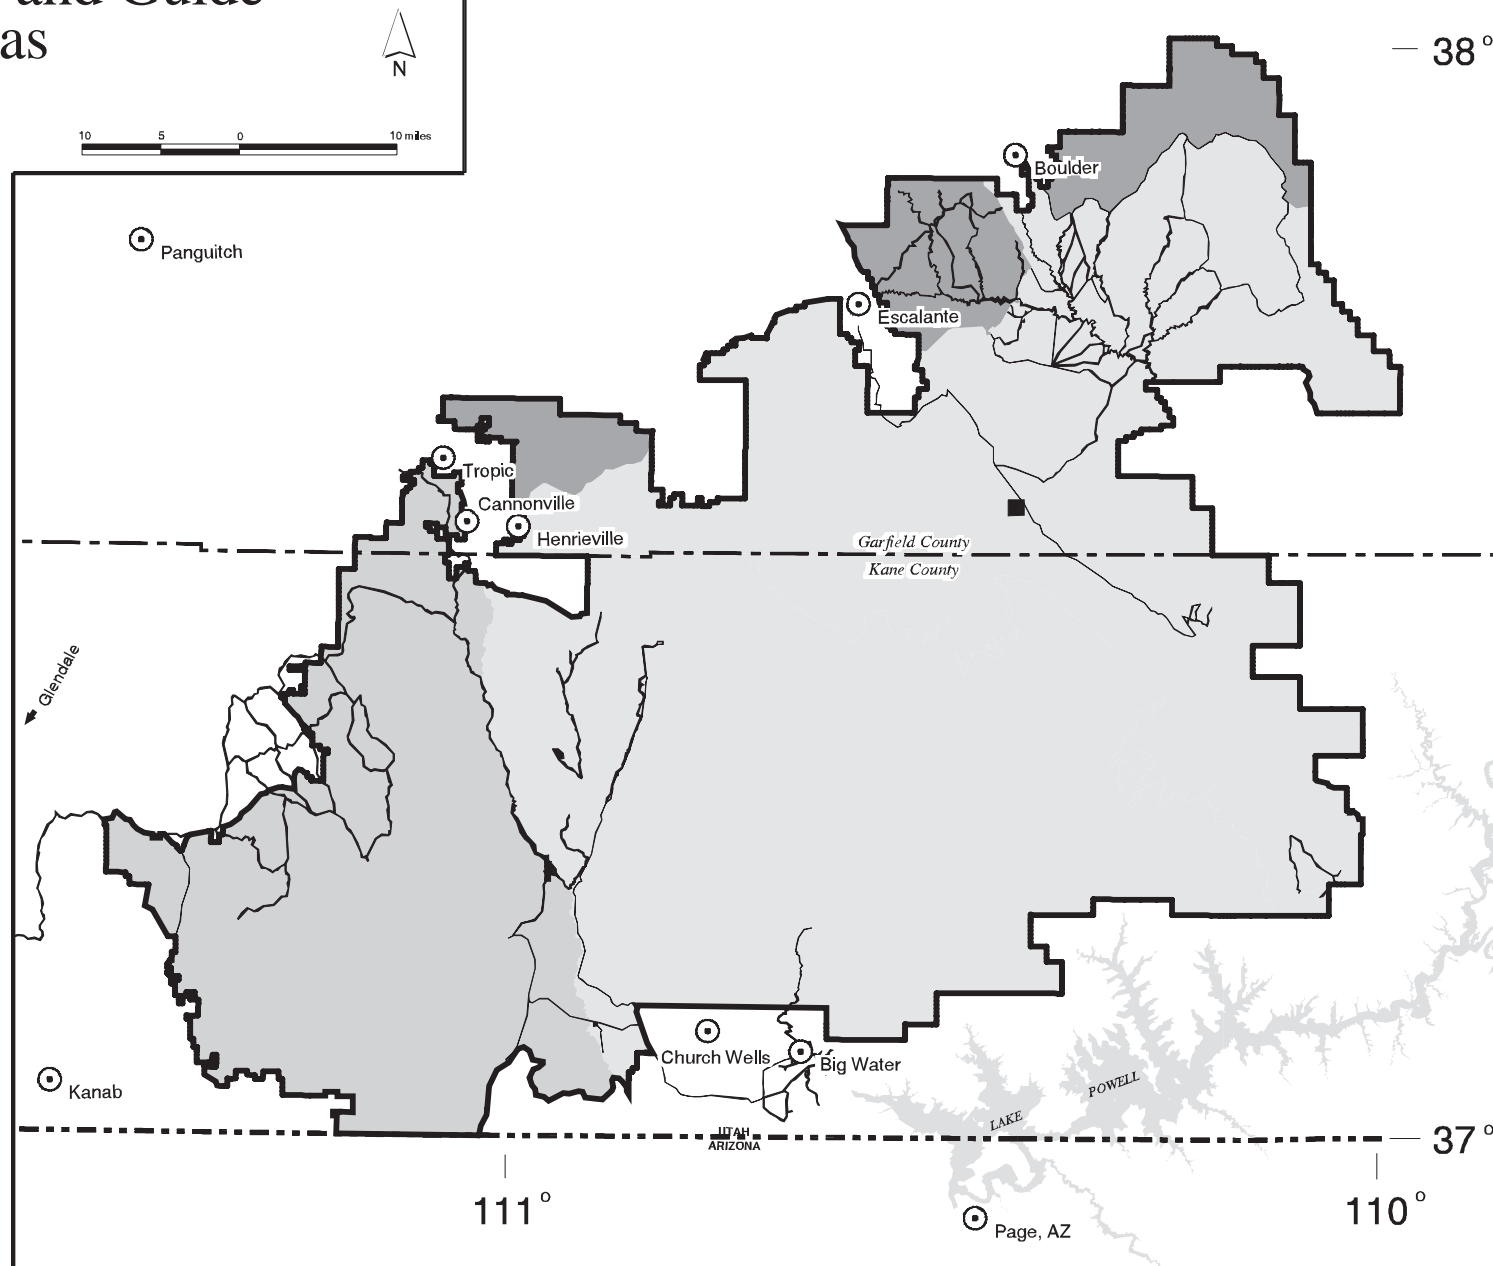 as
N
10 5 0 10 miles
38°
Boulder
Panguitch
Escalante
Tropic
Cannonville
Henrieville
Garfield County
Kane County
Glendale
Church Wells
Big Water
Kanab
POWELL
LAKE
UTAH
ARIZONA
37°
111°
110°
Page, AZ